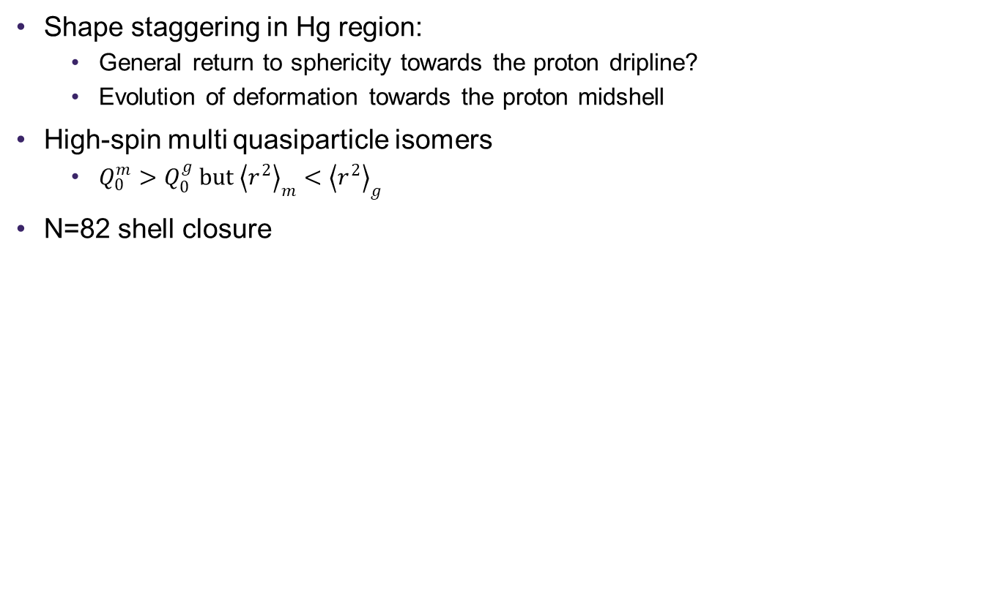 • Shape staggering in Hg region:
• General return to sphericity towards the proton dripline?
• Evolution of deformation towards the proton midshell
• High-spin multi quasiparticle isomers
• $Q_0^m > Q_0^g$ but $\langle r^2 \rangle_m < \langle r^2 \rangle_g$
• N=82 shell closure